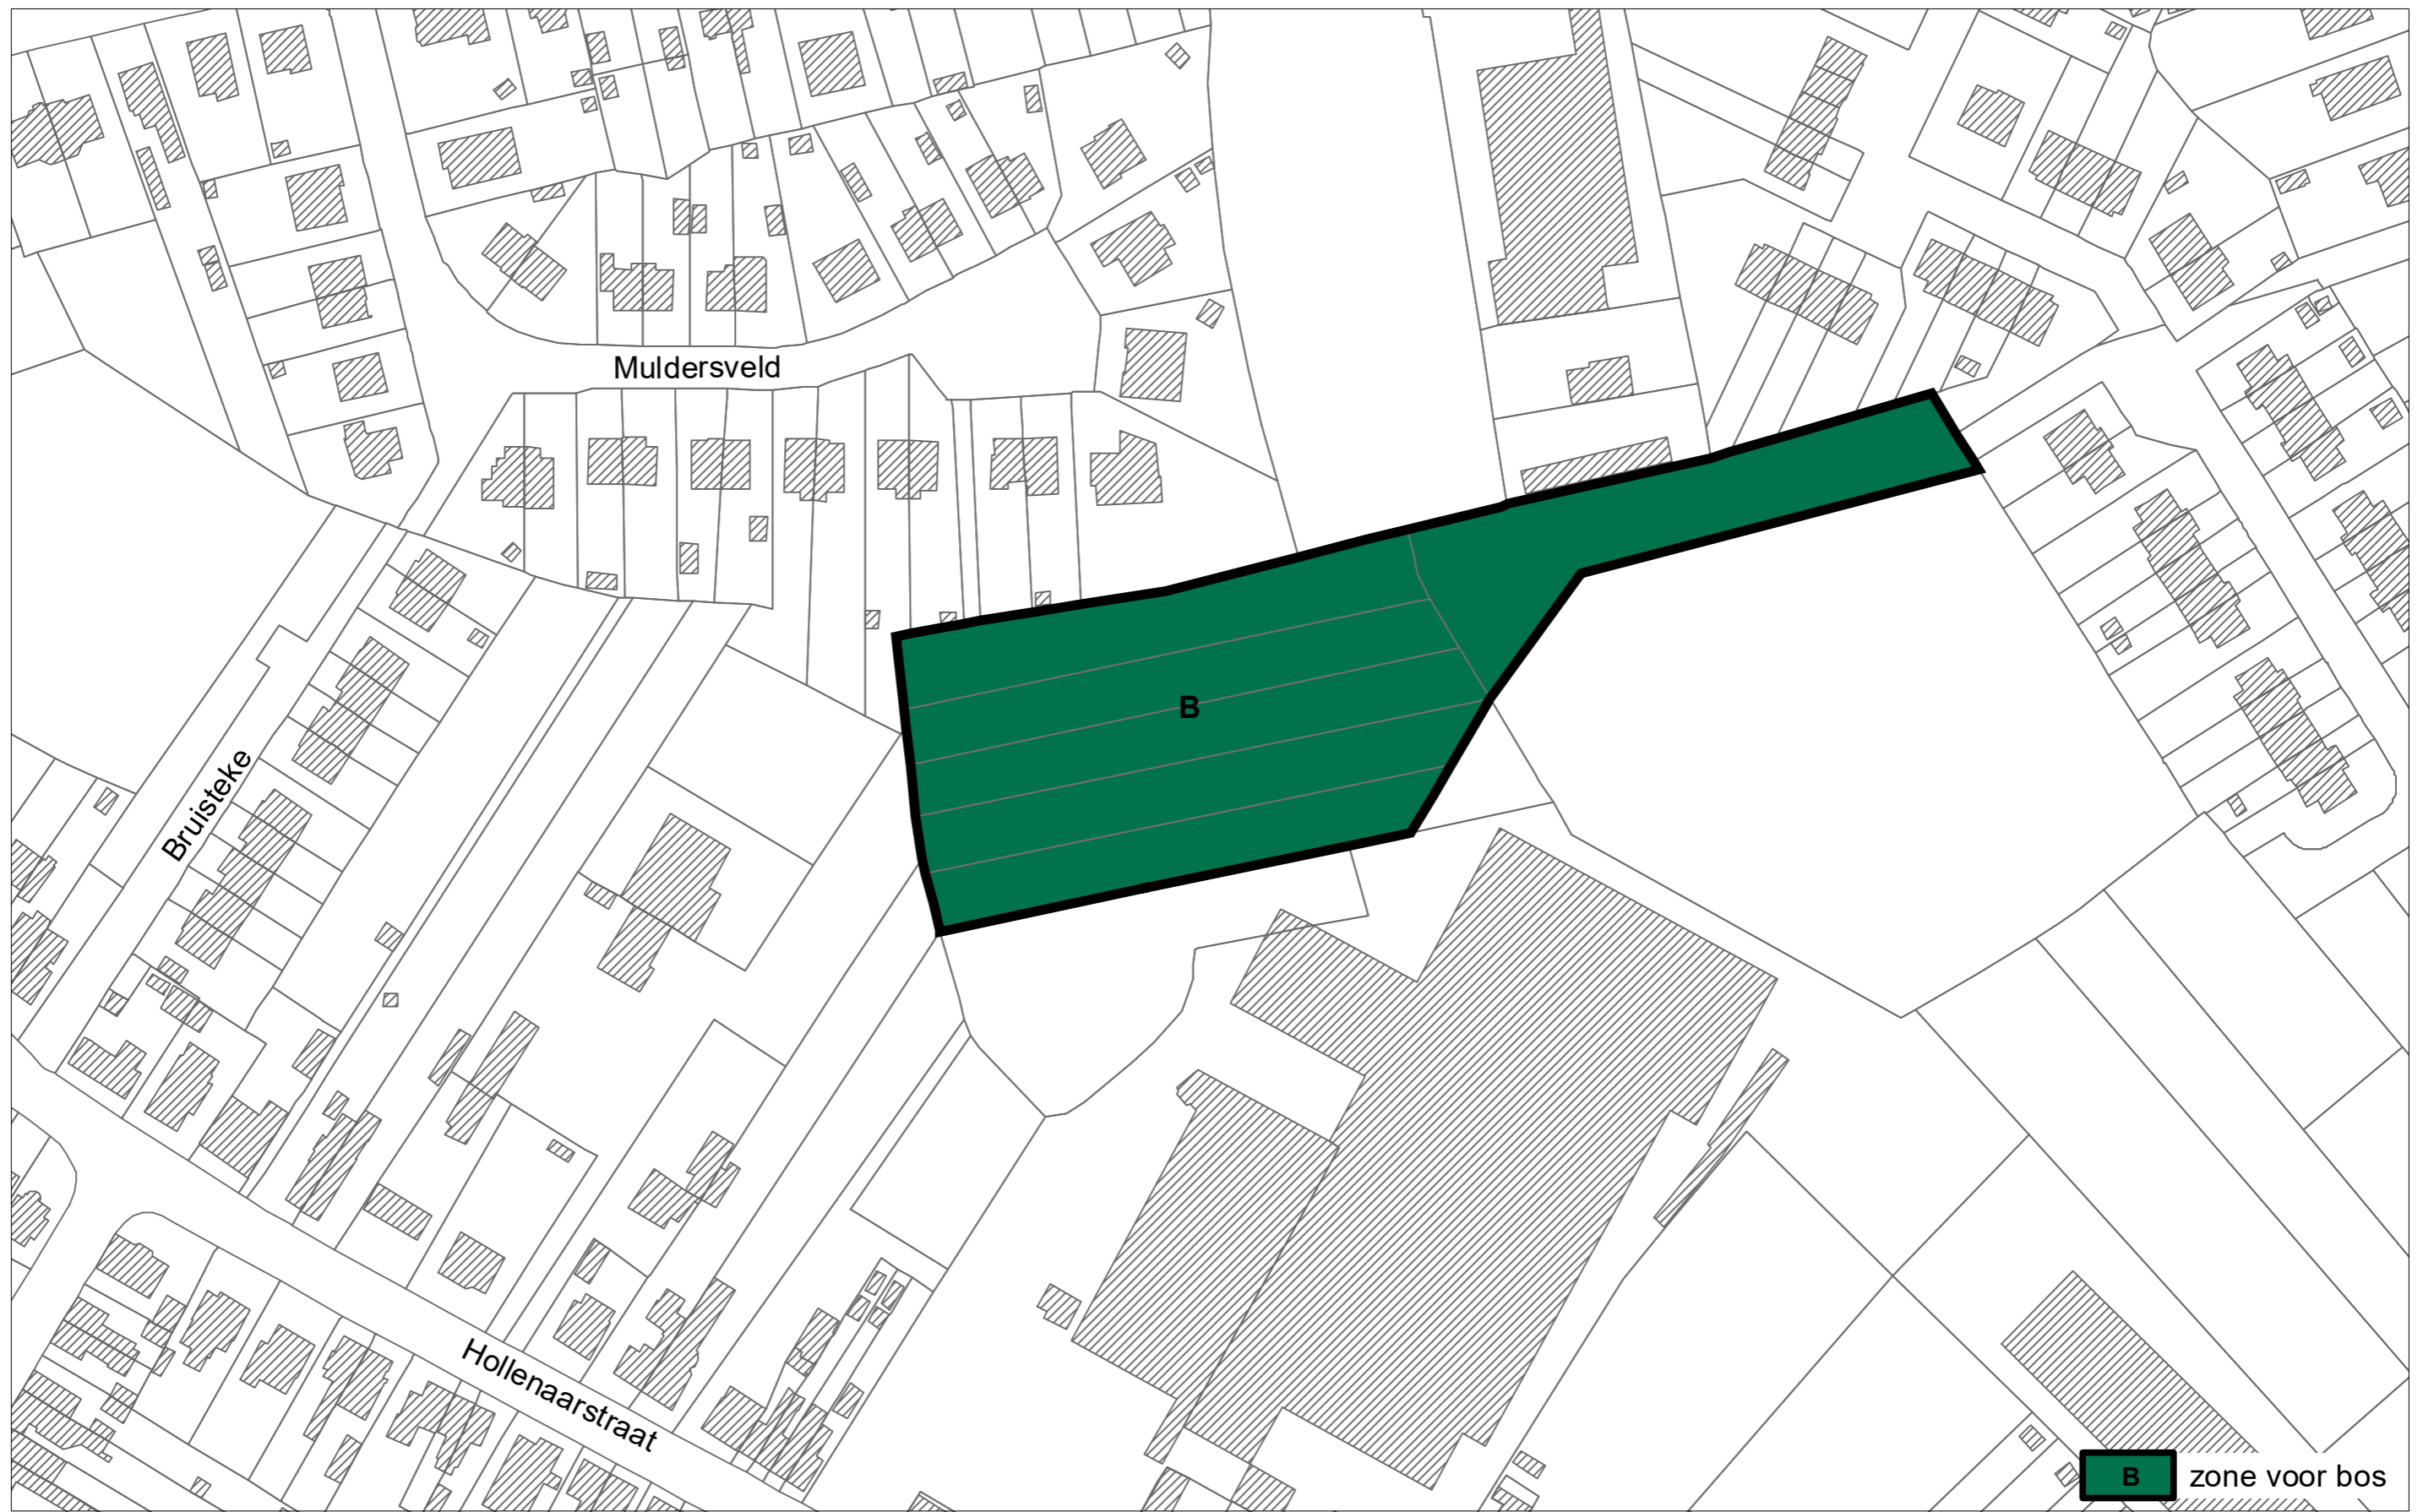 Muldersveld
B
Bruisteke
Hollenaarstraat
B zone voor bos